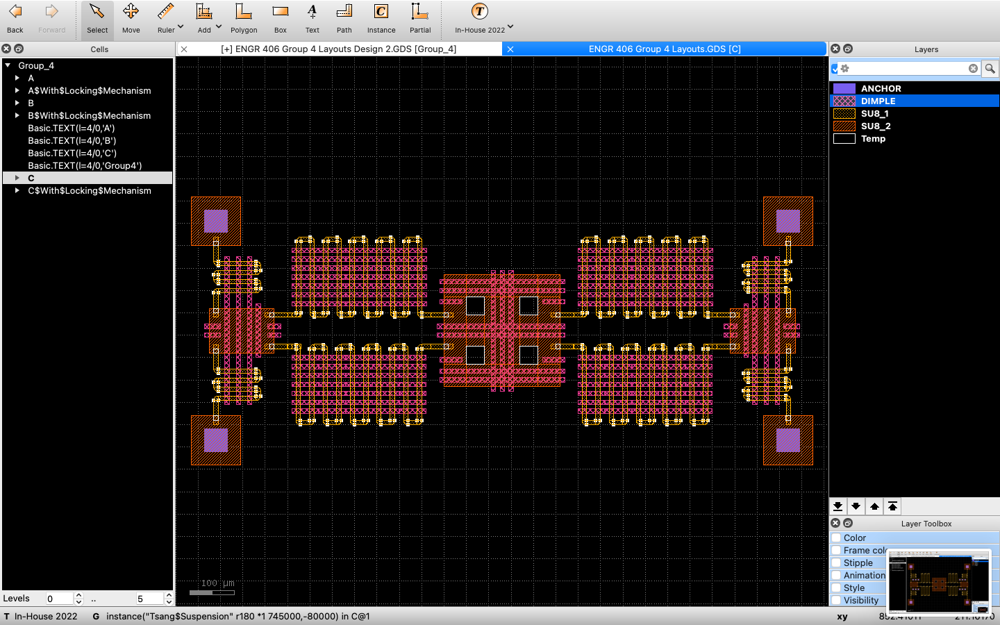 Back
Forward
Select
Move
Ruler
Add
Polygon
Box
Text
Path
Instance
Partial
In-House 2022
Cells
[+] ENGR 406 Group 4 Layouts Design 2.GDS [Group_4]
ENGR 406 Group 4 Layouts.GDS [C]
Layers
Group_4
A
A$With$Locking$Mechanism
B
B$With$Locking$Mechanism
Basic.TEXT(l=4/0,'A')
Basic.TEXT(l=4/0,'B')
Basic.TEXT(l=4/0,'C')
Basic.TEXT(l=4/0,'Group4')
C
C$With$Locking$Mechanism
ANCHOR
DIMPLE
SU8_1
SU8_2
Temp
100 µm
Layer Toolbox
Color
Frame colo
Stipple
Animation
Style
Visibility
Levels 0 .. 5
T In-House 2022 G instance("Tsang$Suspension" r180 *1 745000,-80000) in C@1
xy